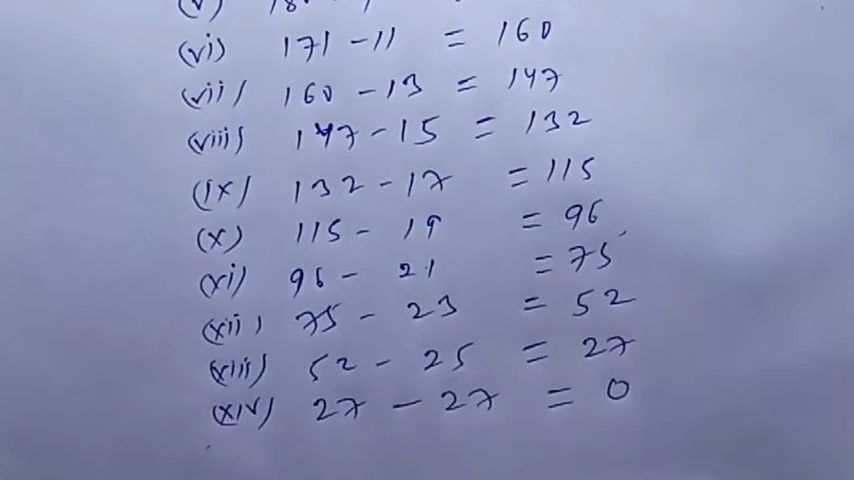 (v)
(vi) 171 - 11 = 160
(vii) 160 - 13 = 147
(viii) 147 - 15 = 132
(ix) 132 - 17 = 115
(x) 115 - 19 = 96
(xi) 96 - 21 = 75
(xii) 75 - 23 = 52
(xiii) 52 - 25 = 27
(xiv) 27 - 27 = 0